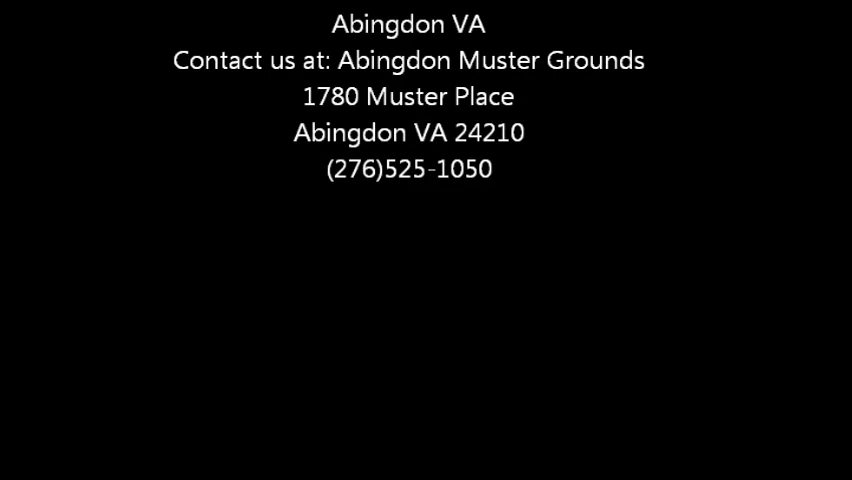 Abingdon VA
Contact us at: Abingdon Muster Grounds
1780 Muster Place
Abingdon VA 24210
(276)525-1050